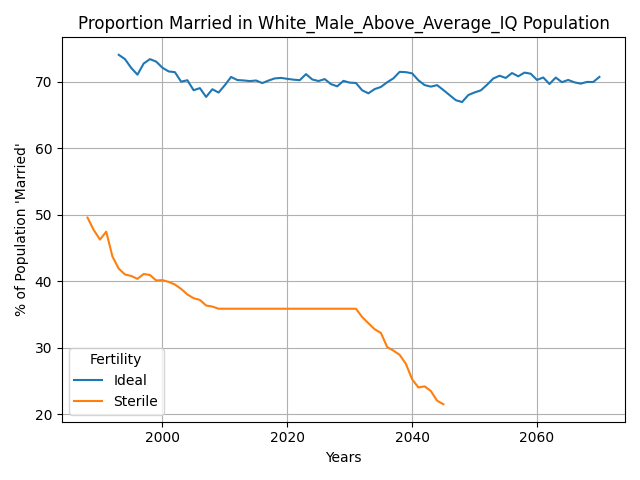 Proportion Married in White_Male_Above_Average_IQ Population
% of Population 'Married'
70
60
50
40
30
20
Fertility
Ideal
Sterile
2000
2020
2040
2060
Years